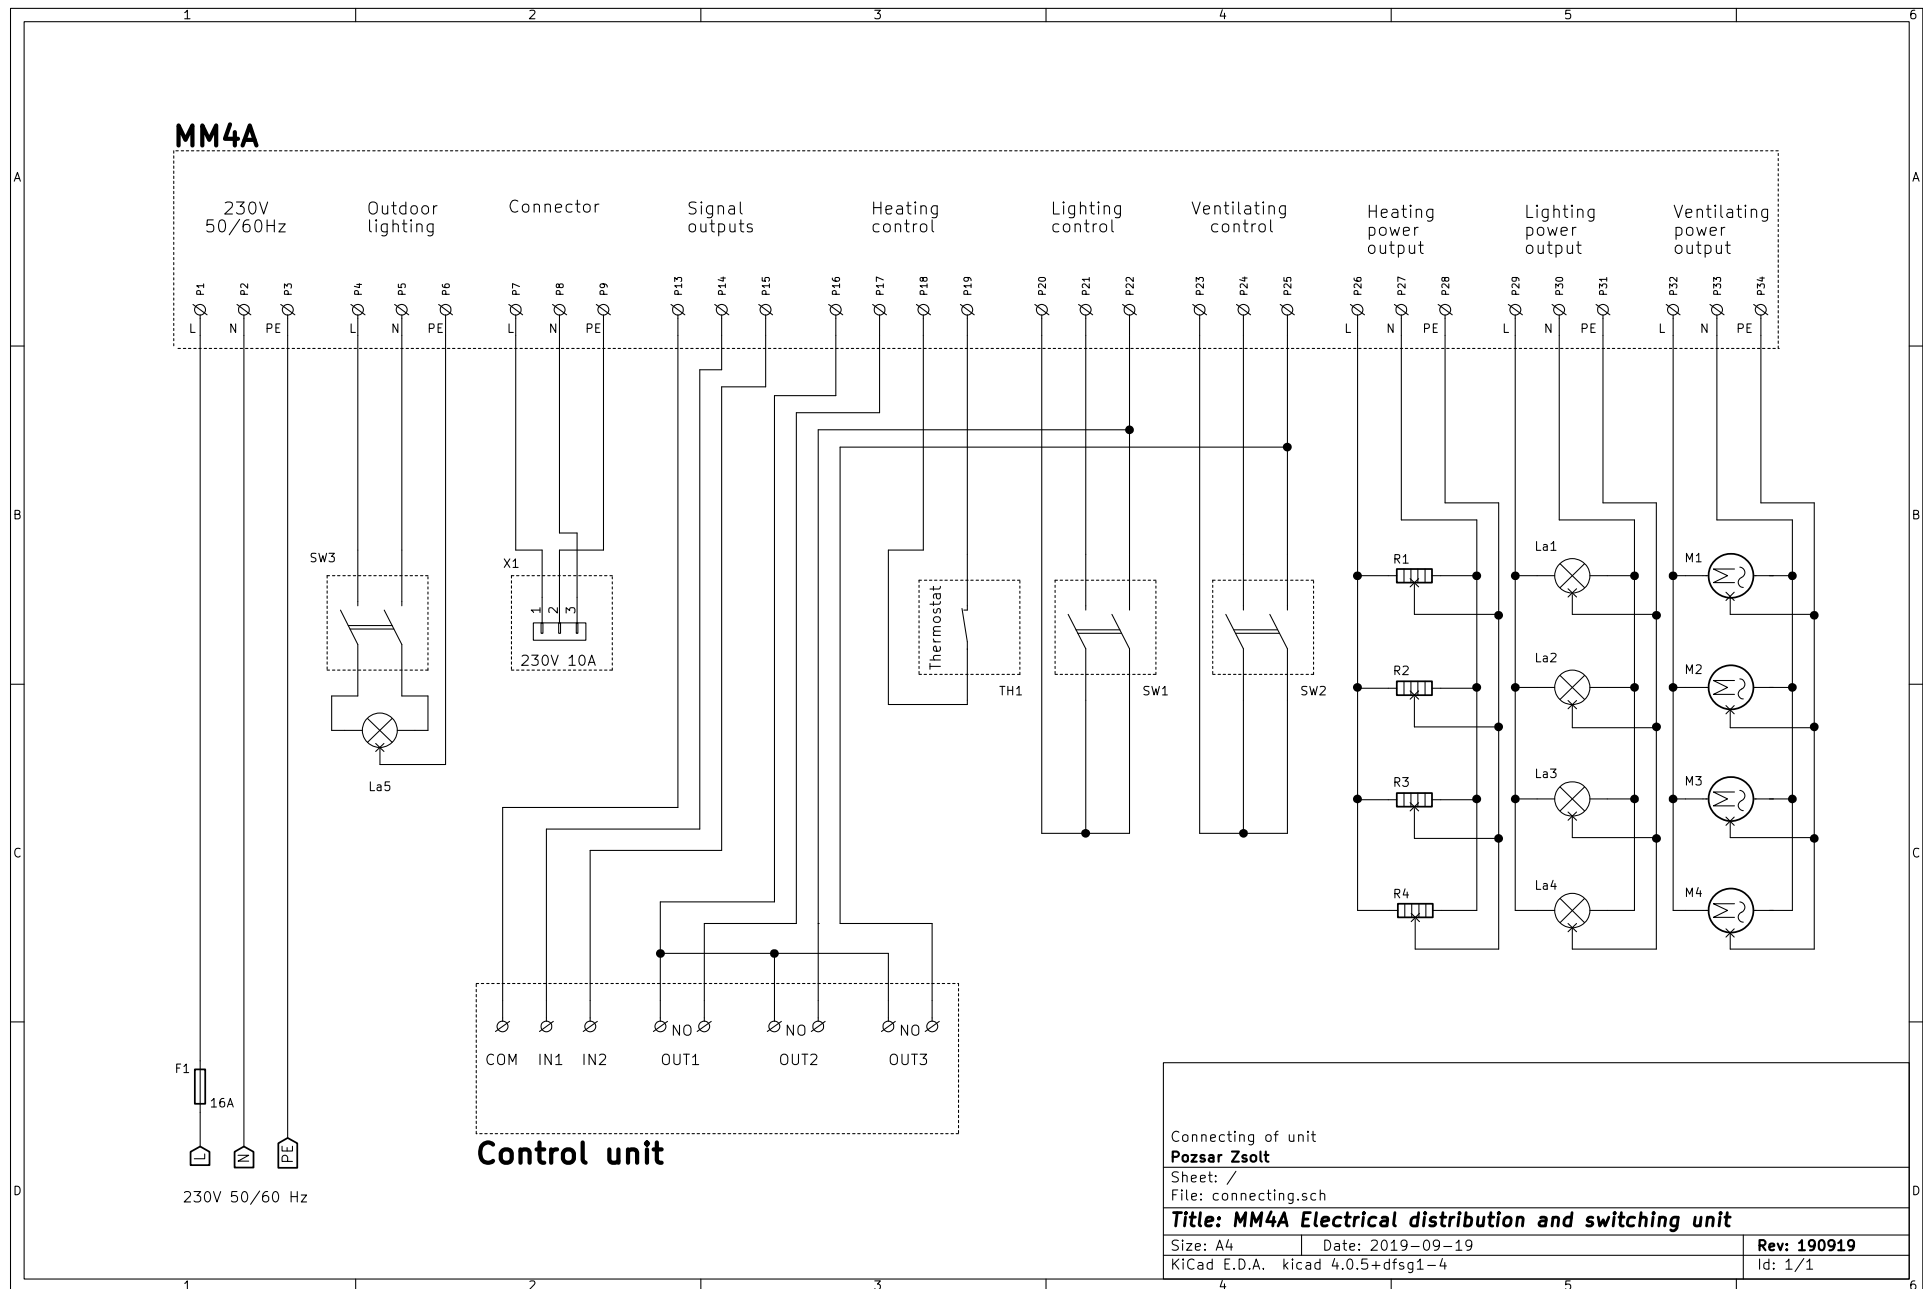 1 2 3 4 5 6
A A
B B
C C
D D
MM4A
230V
50/60Hz
Outdoor
lighting
Connector
Signal
outputs
Heating
control
Lighting
control
Ventilating
control
Heating
power
output
Lighting
power
output
Ventilating
power
output
P1 P2 P3 P4 P5 P6 P7 P8 P9 P13 P14 P15 P16 P17 P18 P19 P20 P21 P22 P23 P24 P25 P26 P27 P28 P29 P30 P31 P32 P33 P34
L N PE L N PE L N PE L N PE L N PE L N PE
SW3
La5
X1
1 2 3
230V 10A
Thermostat
TH1
SW1
SW2
R1
R2
R3
R4
La1
La2
La3
La4
M1
M2
M3
M4
NO NO NO
COM IN1 IN2 OUT1 OUT2 OUT3
Control unit
F1
16A
L N PE
230V 50/60 Hz
Connecting of unit
Pozsar Zsolt
Sheet: /
File: connecting.sch
Title: MM4A Electrical distribution and switching unit
Size: A4 Date: 2019-09-19 Rev: 190919
KiCad E.D.A. kicad 4.0.5+dfsg1-4 Id: 1/1
1 2 3 4 5 6